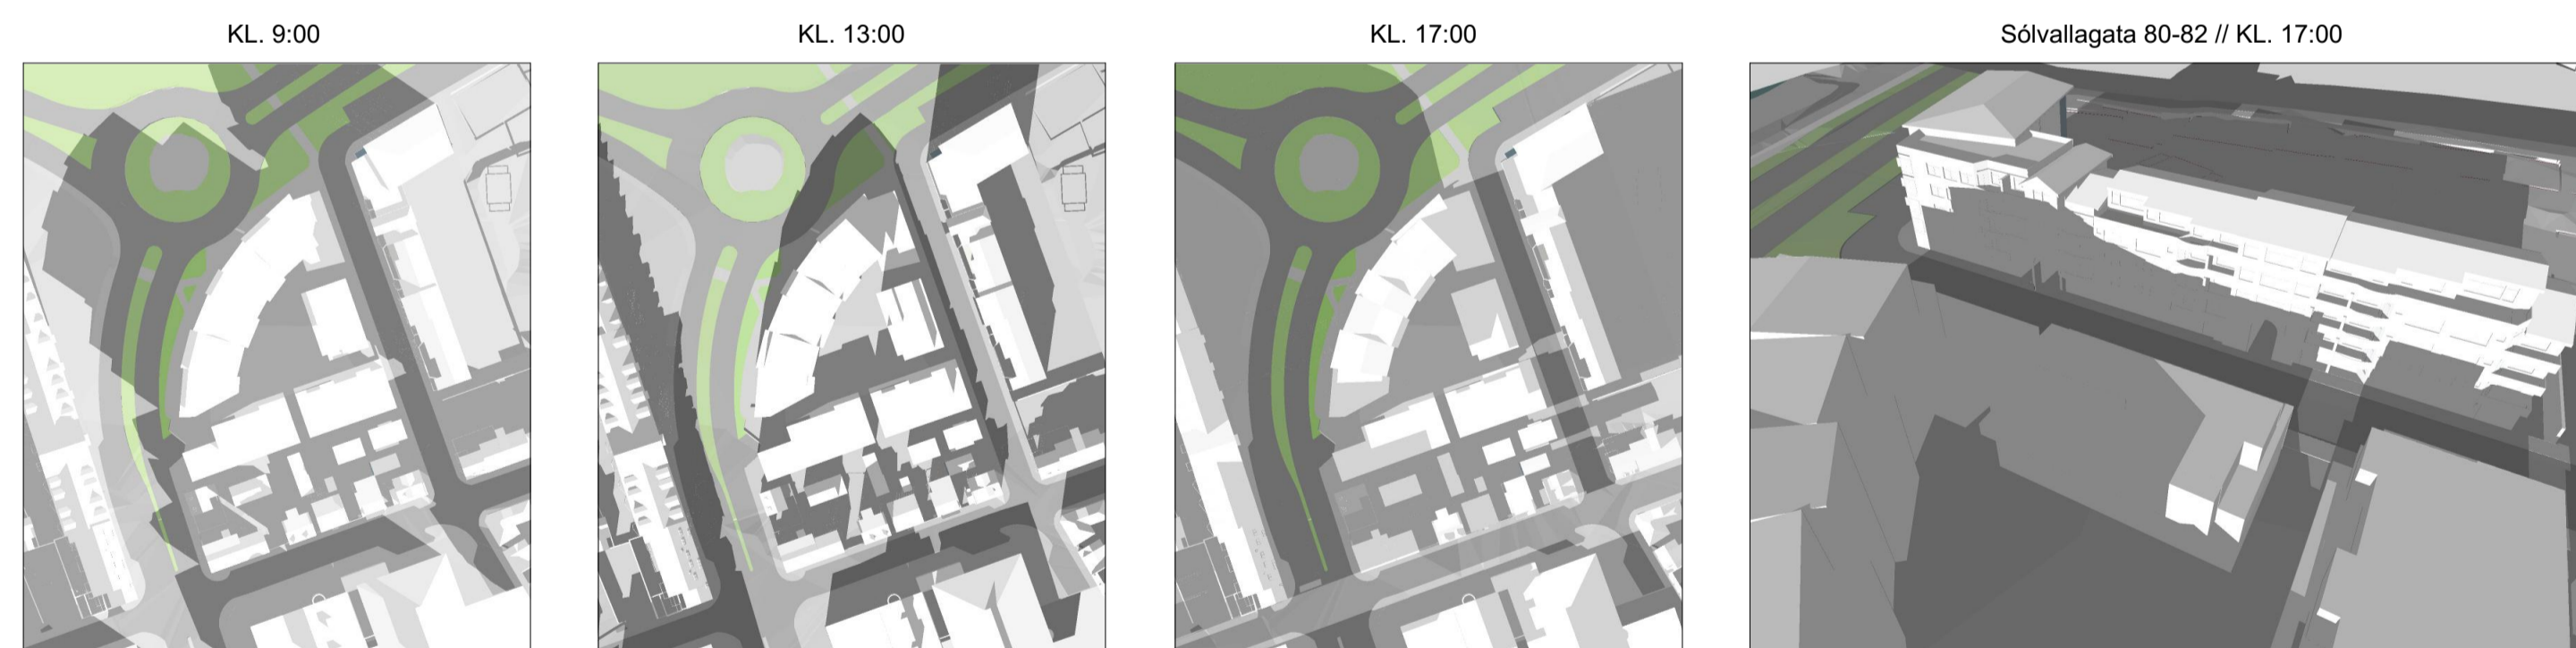 KL. 9:00
KL. 13:00
KL. 17:00
Sólvallagata 80-82 // KL. 17:00